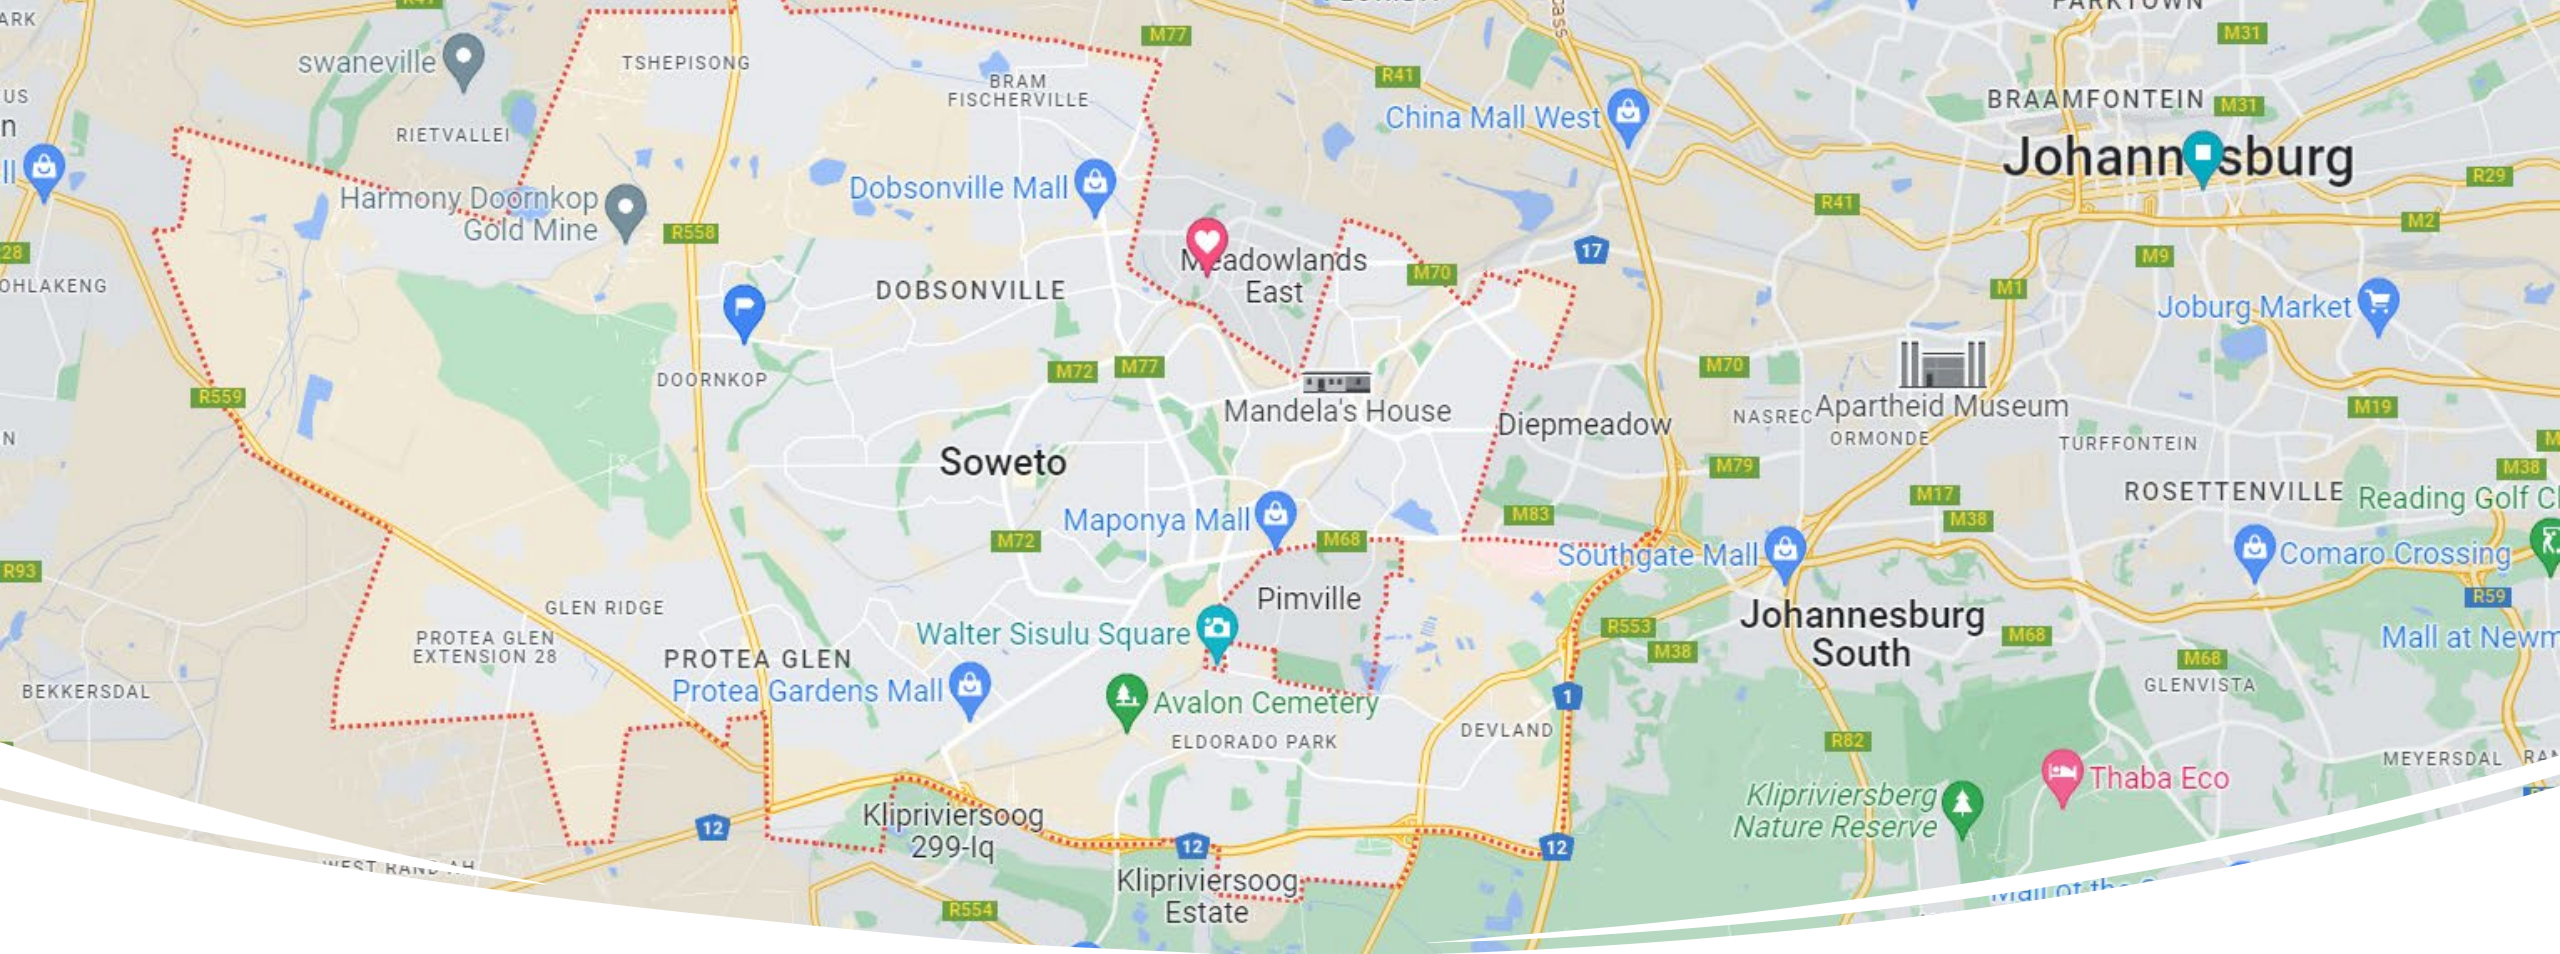 PARKTOWN
M77
M31
swaneville
TSHEPISONG
R41
BRAM
FISCHERVILLE
China Mall West
BRAAMFONTEIN
M31
RIETVALLEI
Johannesburg
Dobsonville Mall
R29
Harmony Doornkop
Gold Mine
R558
R41
M2
Meadowlands
East
17
M9
M70
M1
DOBSONVILLE
Joburg Market
DOORNKOP
M72
M77
M70
R559
Mandela's House
Diepmeadow
NASREC
Apartheid Museum
M19
ORMONDE
TURFFONTEIN
Soweto
M79
M38
M17
ROSETTENVILLE
Reading Golf
Maponya Mall
M83
M38
M72
M68
Southgate Mall
Comaro Crossing
R93
Pimville
R59
GLEN RIDGE
Johannesburg
South
R553
M68
PROTEA GLEN
EXTENSION 28
Walter Sisulu Square
M38
Mall at
PROTEA GLEN
M68
BEKKERSDAL
Protea Gardens Mall
1
GLENVISTA
Avalon Cemetery
DEVLAND
ELDORADO PARK
R82
MEYERSDAL
Thaba Eco
Klipriviersberg
Nature Reserve
Klipriviersoog
299-Iq
12
12
12
WEST RAND AH
Klipriviersoog
Estate
Mall of the
R554